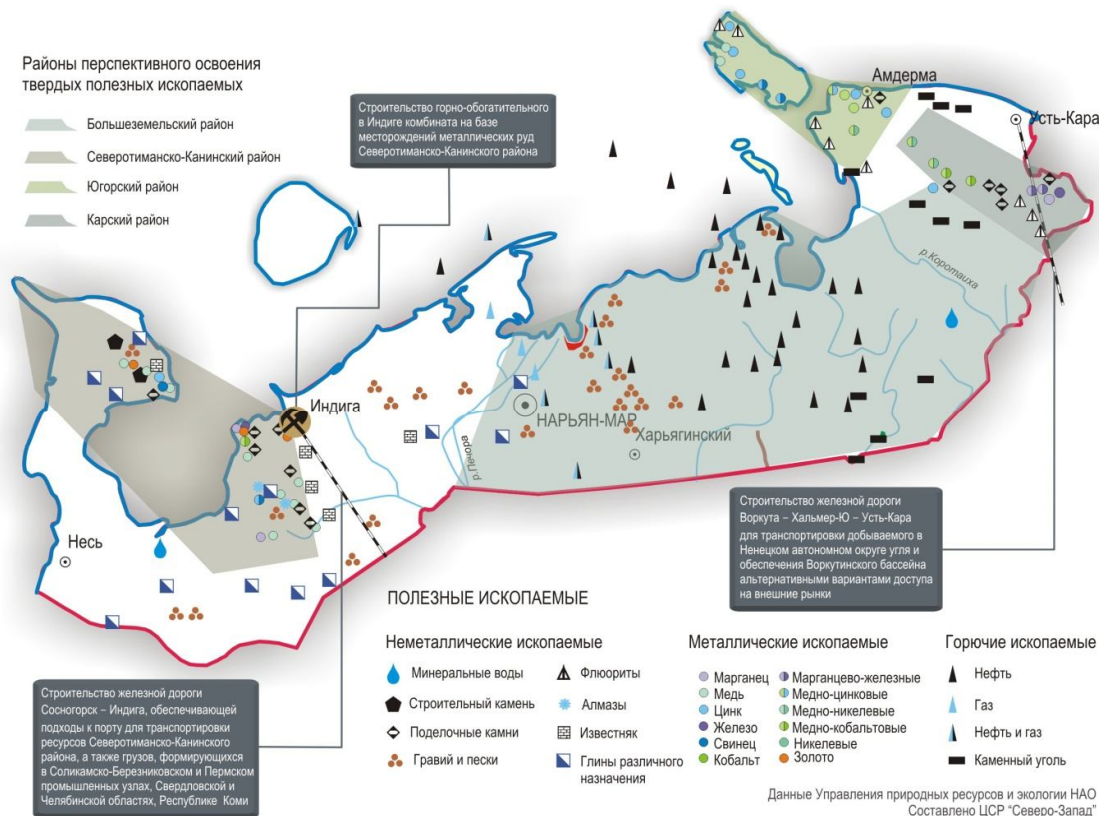 Районы перспективного освоения
твердых полезных ископаемых
Большеземельский район
Северотиманско-Канинский район
Югорский район
Карский район
Строительство горно-обогатительного
в Индиге комбината на базе
месторождений металлических руд
Северотиманско-Канинского района
Амдерма
Усть-Кара
р.Коротаиха
Индига
НАРЬЯН-МАР
Харьягинский
р.Печора
Несь
Строительство железной дороги
Воркута – Хальмер-Ю – Усть-Кара
для транспортировки добываемого в
Ненецком автономном округе угля и
обеспечения Воркутинского бассейна
альтернативными вариантами доступа
на внешние рынки
Строительство железной дороги
Сосногорск – Индига, обеспечивающей
подходы к порту для транспортировки
ресурсов Северотиманско-Канинского
района, а также грузов, формирующихся
в Соликамско-Березниковском и Пермском
промышленных узлах, Свердловской и
Челябинской областях, Республике Коми
ПОЛЕЗНЫЕ ИСКОПАЕМЫЕ
Неметаллические ископаемые
Минеральные воды
Строительный камень
Поделочные камни
Гравий и пески
Флюориты
Алмазы
Известняк
Глины различного
назначения
Металлические ископаемые
Марганец
Медь
Цинк
Железо
Свинец
Кобальт
Марганцево-железные
Медно-цинковые
Медно-никелевые
Медно-кобальтовые
Никелевые
Золото
Горючие ископаемые
Нефть
Газ
Нефть и газ
Каменный уголь
Данные Управления природных ресурсов и экологии НАО
Составлено ЦСР "Северо-Запад"